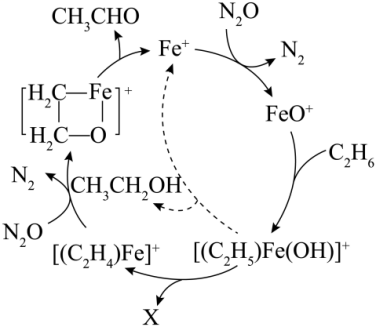 CH₃CHO
N₂O
Fe⁺
N₂
H₂C—Fe
⁺
FeO⁺
H₂C—O
C₂H₆
N₂
CH₃CH₂OH
N₂O
[(C₂H₄)Fe]⁺
[(C₂H₅)Fe(OH)]⁺
X